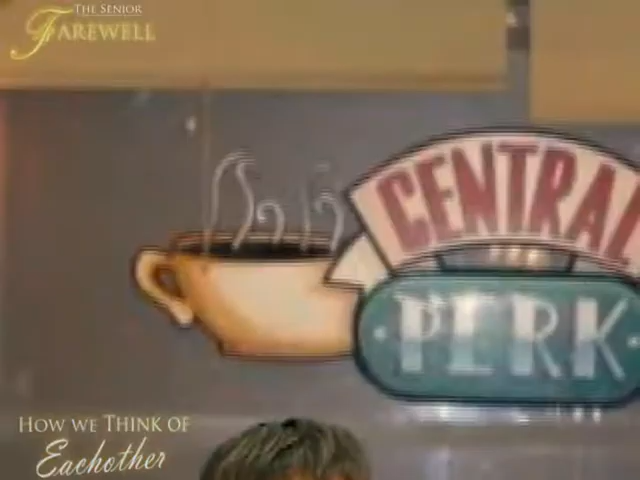 THE SENIOR
FAREWELL
CENTRAL
PERK
HOW WE THINK OF
Eachother